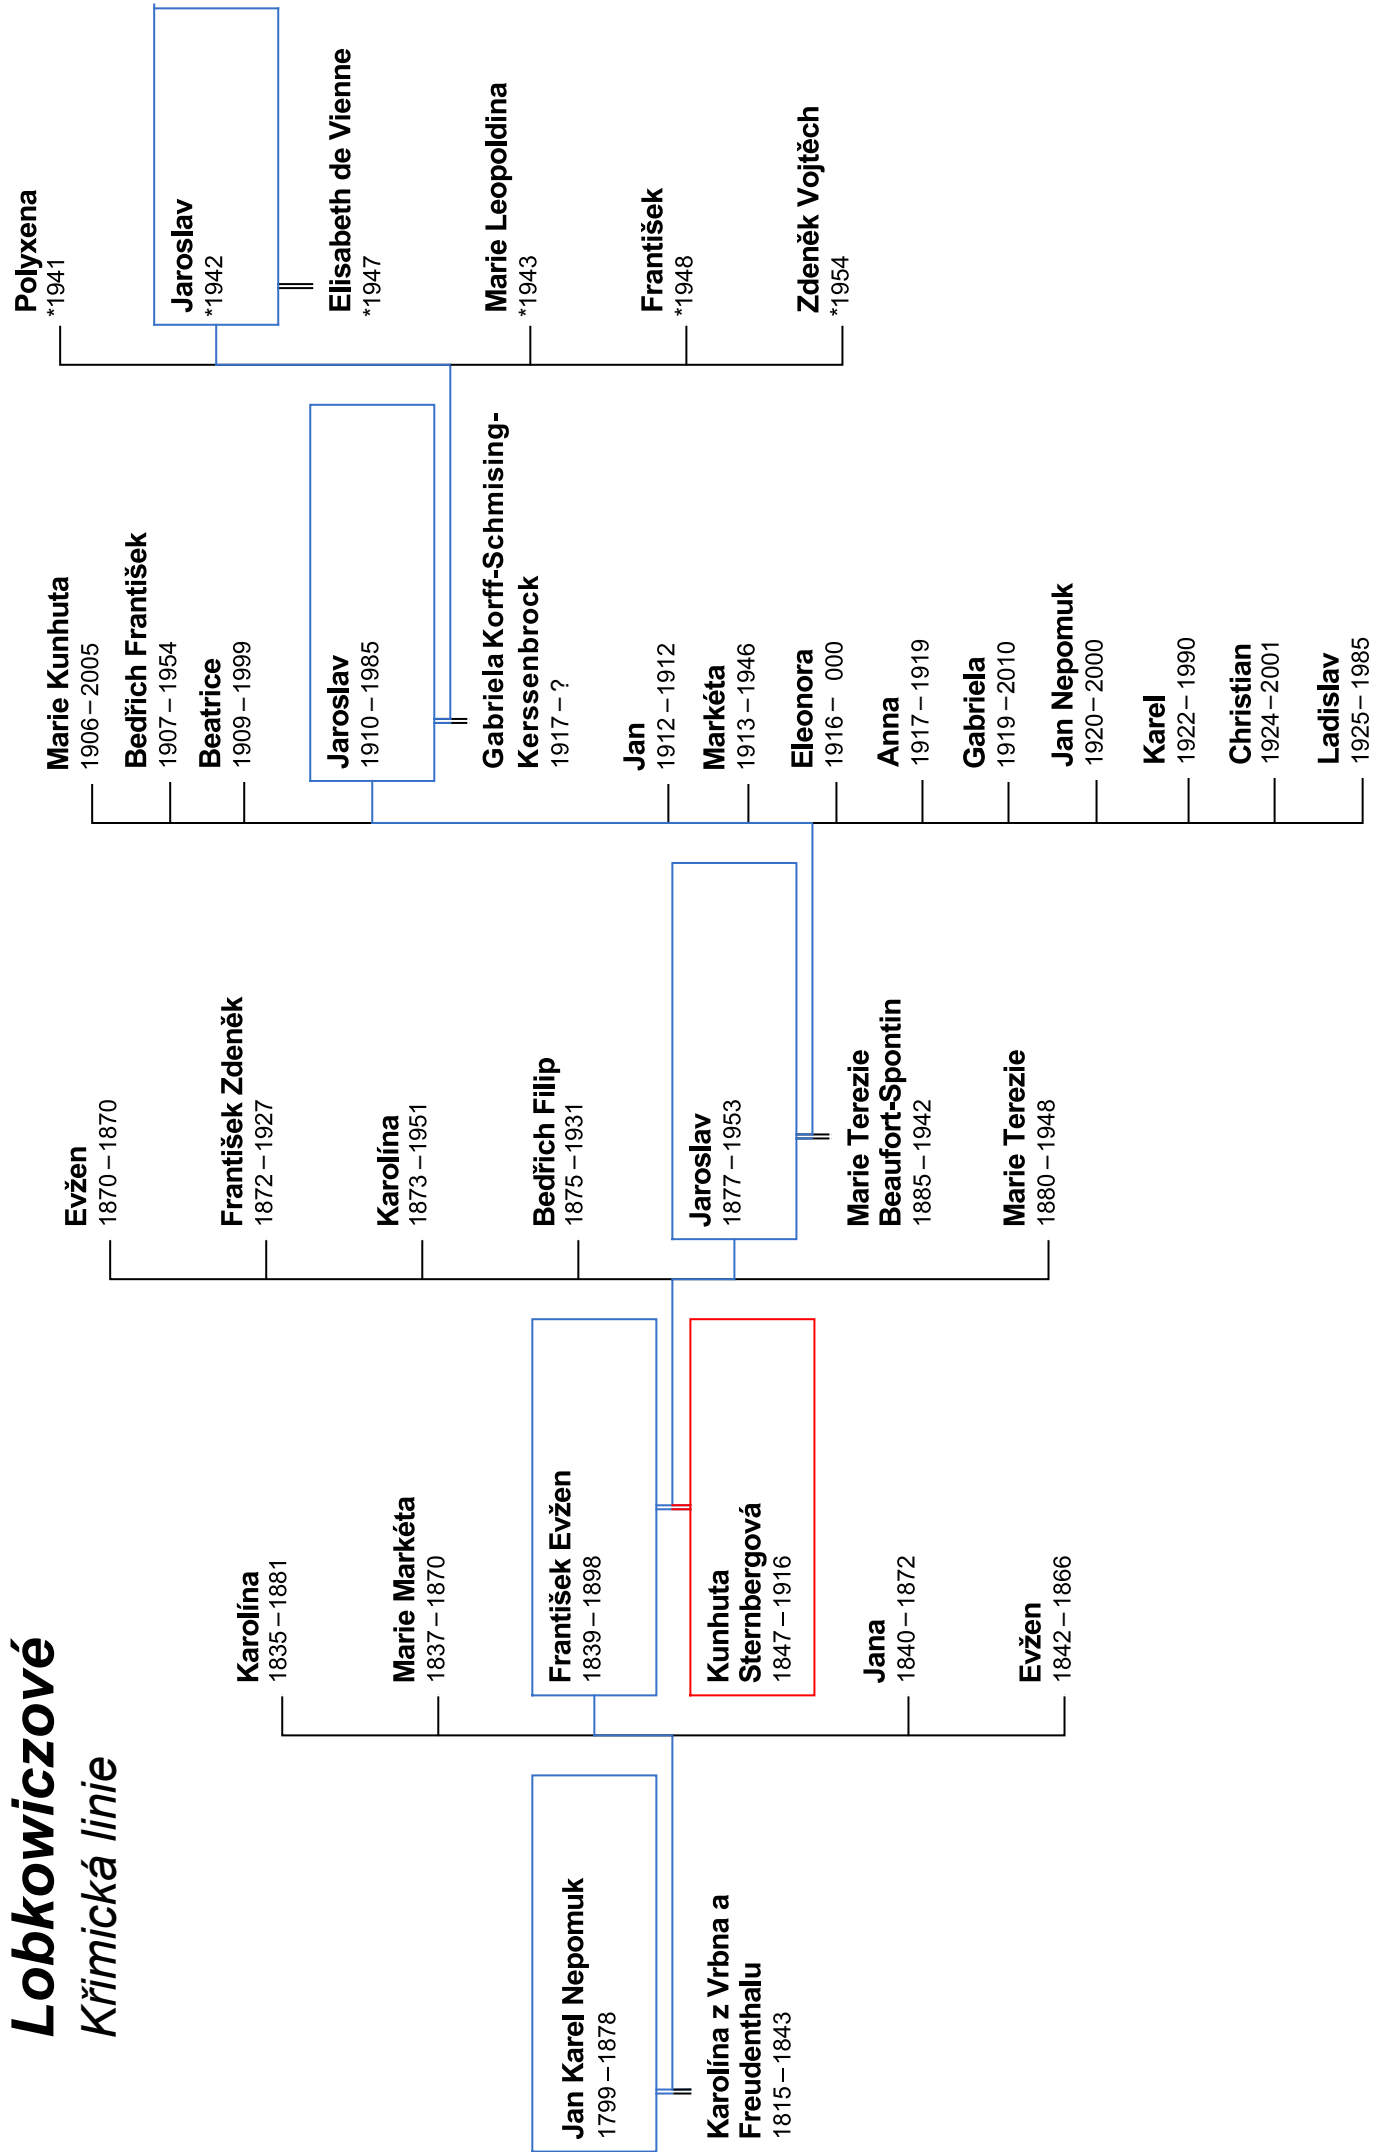 Lobkowiczové
Křimická linie
Jan Karel Nepomuk
1799 – 1878
Karolína z Vrbna a
Freudenthalu
1815 – 1843
Karolína
1835 – 1881
Marie Markéta
1837 – 1870
František Evžen
1839 – 1898
Kunhuta
Sternbergová
1847 – 1916
Jana
1840 – 1872
Evžen
1842 – 1866
Evžen
1870 – 1870
František Zdeněk
1872 – 1927
Karolína
1873 – 1951
Bedřich Filip
1875 – 1931
Jaroslav
1877 – 1953
Marie Terezie
Beaufort-Spontin
1885 – 1942
Marie Terezie
1880 – 1948
Marie Kunhuta
1906 – 2005
Bedřich František
1907 – 1954
Beatrice
1909 – 1999
Jaroslav
1910 – 1985
Gabriela Korff-Schmising-
Kerssenbrock
1917 – ?
Jan
1912 – 1912
Markéta
1913 – 1946
Eleonora
1916 – 000
Anna
1917 – 1919
Gabriela
1919 – 2010
Jan Nepomuk
1920 – 2000
Karel
1922 – 1990
Christian
1924 – 2001
Ladislav
1925 – 1985
Polyxena
*1941
Jaroslav
*1942
Elisabeth de Vienne
*1947
Marie Leopoldina
*1943
František
*1948
Zdeněk Vojtěch
*1954